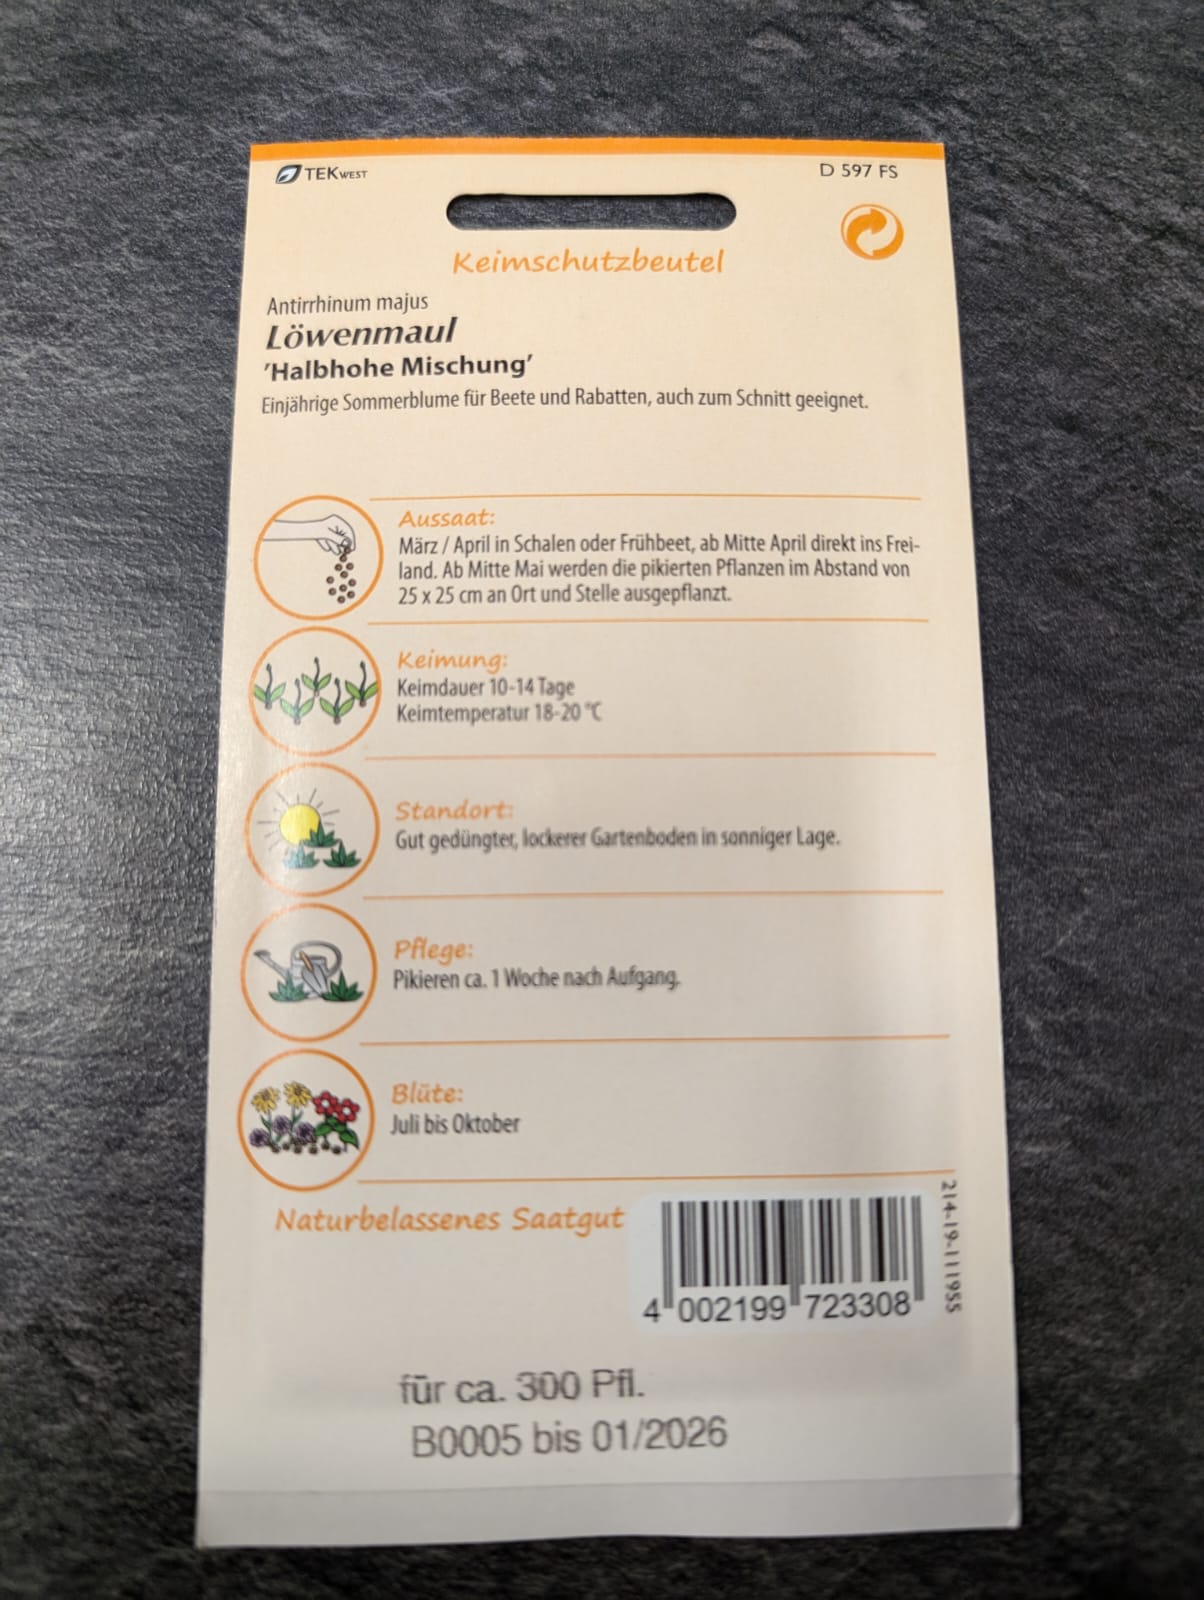 TEKWEST
D 597 FS
Keimschutzbeutel
Antirrhinum majus
Löwenmaul
'Halbhohe Mischung'
Einjährige Sommerblume für Beete und Rabatten, auch zum Schnitt geeignet.
Aussaat:
März / April in Schalen oder Frühbeet, ab Mitte April direkt ins Frei-
land. Ab Mitte Mai werden die pikierten Pflanzen im Abstand von
25 x 25 cm an Ort und Stelle ausgepflanzt.
Keimung:
Keimdauer 10-14 Tage
Keimtemperatur 18-20 °C
Standort:
Gut gedüngter, lockerer Gartenboden in sonniger Lage.
Pflege:
Pikieren ca. 1 Woche nach Aufgang.
Blüte:
Juli bis Oktober
Naturbelassenes Saatgut
4 002199 723308
214-19-111955
für ca. 300 Pfl.
B0005 bis 01/2026